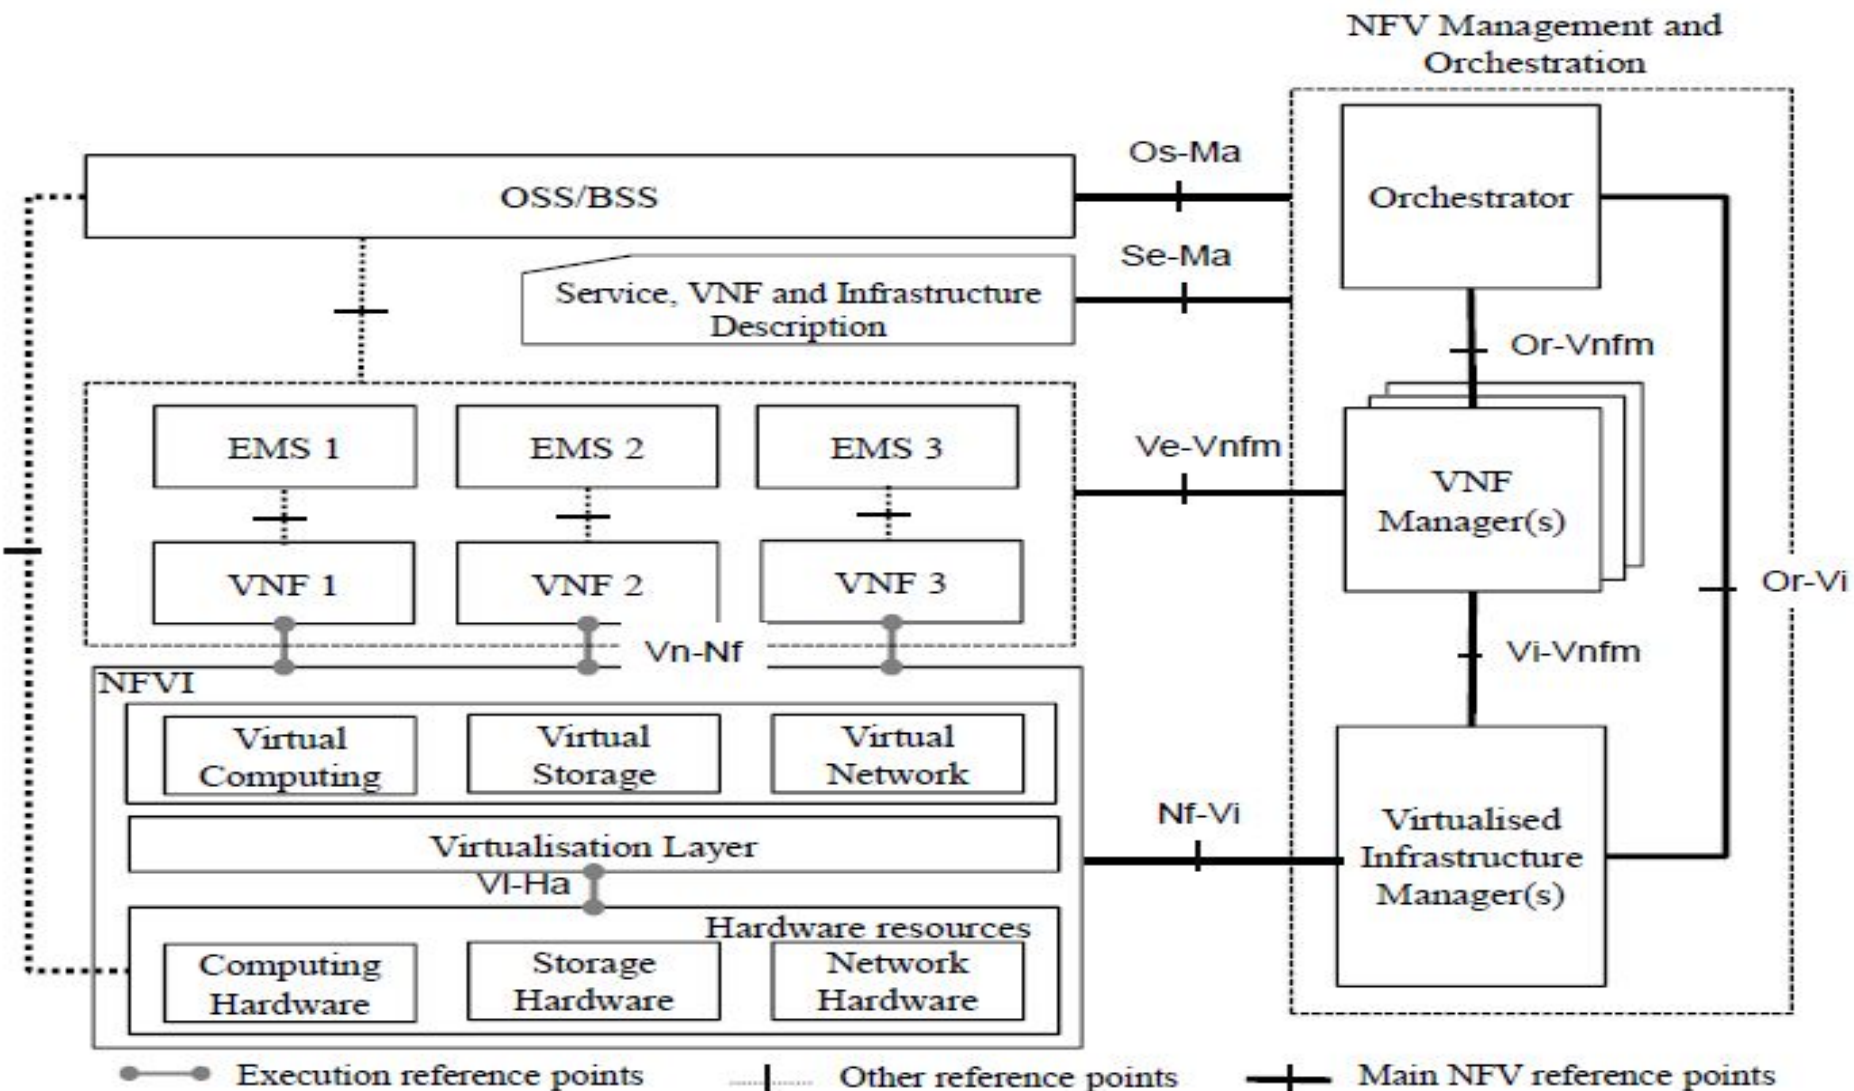 NFV Management and
Orchestration
Os-Ma
OSS/BSS
Orchestrator
Se-Ma
Service, VNF and Infrastructure
Description
Or-Vnfm
EMS 1
EMS 2
EMS 3
Ve-Vnfm
VNF
Manager(s)
VNF 1
VNF 2
VNF 3
Or-Vi
Vn-Nf
Vi-Vnfm
NFVI
Virtual
Computing
Virtual
Storage
Virtual
Network
Nf-Vi
Virtualised
Infrastructure
Manager(s)
Virtualisation Layer
Vl-Ha
Hardware resources
Computing
Hardware
Storage
Hardware
Network
Hardware
Execution reference points
Other reference points
Main NFV reference points